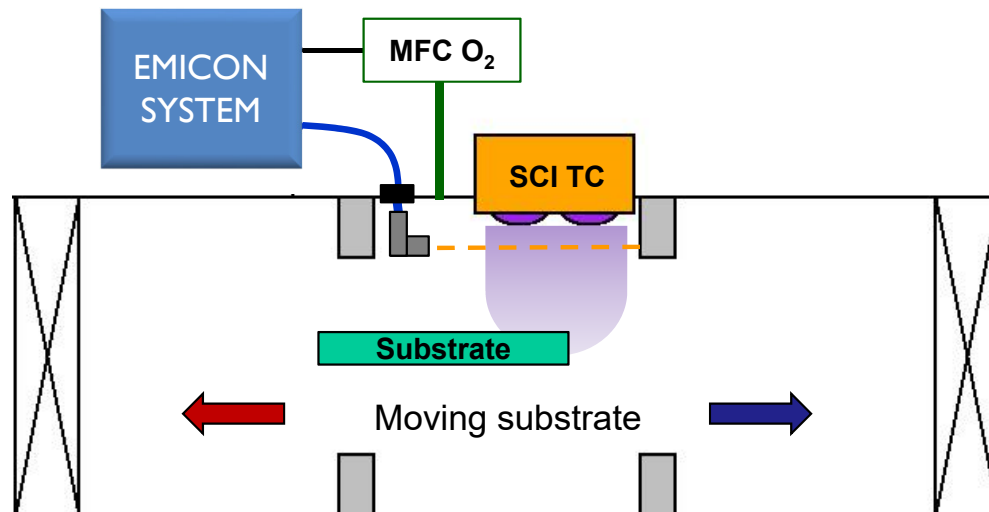 EMICON
SYSTEM
MFC O₂
SCI TC
Substrate
Moving substrate